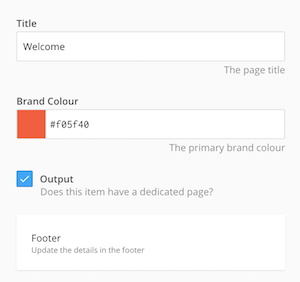 Title
Welcome
The page title
Brand Colour
#f05f40
The primary brand colour
Output
Does this item have a dedicated page?
Footer
Update the details in the footer